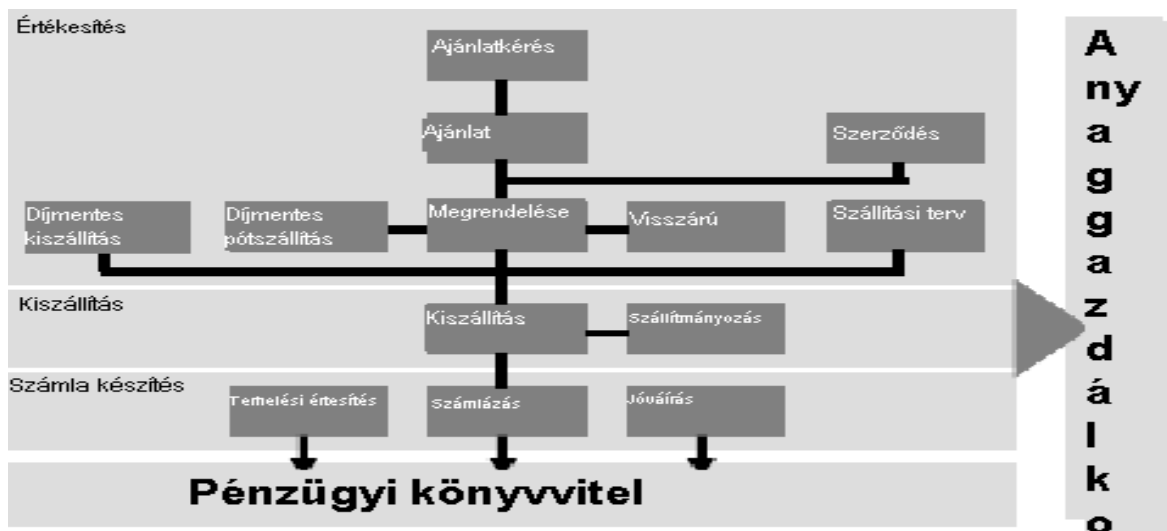 Értékesítés
Ajánlatkérés
Ajánlat
Szerződés
Díjmentes
kiszállítás
Díjmentes
pótszállítás
Megrendelése
Visszárú
Szállítási terv
Kiszállítás
Kiszállítás
Szállítmányozás
Számla készítés
Terhelési értesítés
Számlázás
Jóváírás
Pénzügyi könyvvitel
A
ny
a
g
g
a
z
d
á
l
k
o